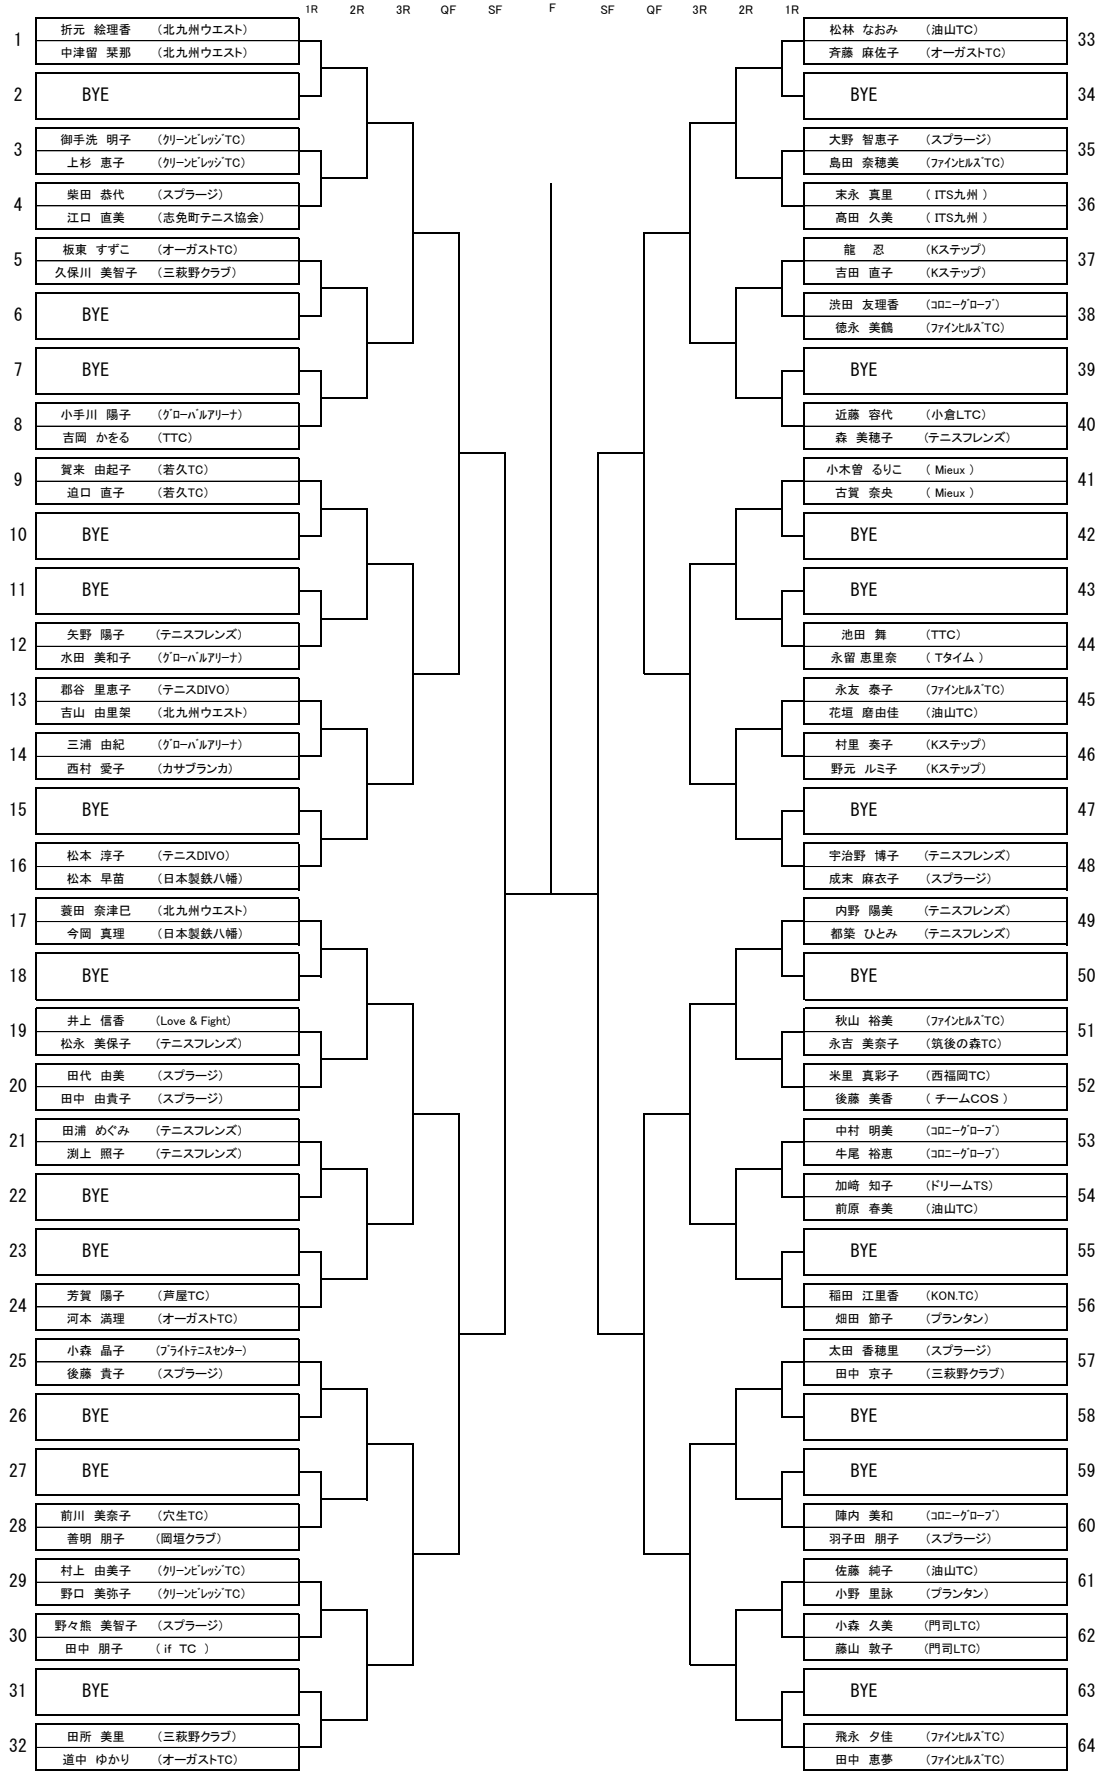 1R 2R 3R QF SF F SF QF 3R 2R 1R
1 折元 絵理香 (北九州ウエスト)
中津留 栞那 (北九州ウエスト)
2 BYE
3 御手洗 明子 (クリーンビレッジTC)
上杉 恵子 (クリーンビレッジTC)
4 柴田 恭代 (スプラージ)
江口 直美 (志免町テニス協会)
5 板東 すずこ (オーガストTC)
久保川 美智子 (三萩野クラブ)
6 BYE
7 BYE
8 小手川 陽子 (グローバルアリーナ)
吉岡 かをる (TTC)
9 賀来 由起子 (若久TC)
迫口 直子 (若久TC)
10 BYE
11 BYE
12 矢野 陽子 (テニスフレンズ)
水田 美和子 (グローバルアリーナ)
13 郡谷 里恵子 (テニスDIVO)
吉山 由里架 (北九州ウエスト)
14 三浦 由紀 (グローバルアリーナ)
西村 愛子 (カサブランカ)
15 BYE
16 松本 淳子 (テニスDIVO)
松本 早苗 (日本製鉄八幡)
17 蓑田 奈津巳 (北九州ウエスト)
今岡 真理 (日本製鉄八幡)
18 BYE
19 井上 信香 (Love & Fight)
松永 美保子 (テニスフレンズ)
20 田代 由美 (スプラージ)
田中 由貴子 (スプラージ)
21 田浦 めぐみ (テニスフレンズ)
渕上 照子 (テニスフレンズ)
22 BYE
23 BYE
24 芳賀 陽子 (芦屋TC)
河本 満理 (オーガストTC)
25 小森 晶子 (ブライトテニスセンター)
後藤 貴子 (スプラージ)
26 BYE
27 BYE
28 前川 美奈子 (穴生TC)
善明 朋子 (岡垣クラブ)
29 村上 由美子 (クリーンビレッジTC)
野口 美弥子 (クリーンビレッジTC)
30 野々熊 美智子 (スプラージ)
田中 朋子 (if TC)
31 BYE
32 田所 美里 (三萩野クラブ)
道中 ゆかり (オーガストTC)
松林 なおみ (油山TC) 33
斉藤 麻佐子 (オーガストTC)
BYE 34
大野 智恵子 (スプラージ) 35
島田 奈穂美 (ファインヒルズTC)
末永 真里 (ITS九州) 36
髙田 久美 (ITS九州)
龍 忍 (Kステップ) 37
吉田 直子 (Kステップ)
渋田 友理香 (コロニーグローブ) 38
徳永 美鶴 (ファインヒルズTC)
BYE 39
近藤 容代 (小倉LTC) 40
森 美穂子 (テニスフレンズ)
小木曽 るりこ (Mieux) 41
古賀 奈央 (Mieux)
BYE 42
BYE 43
池田 舞 (TTC) 44
永留 恵里奈 (Tタイム)
永友 泰子 (ファインヒルズTC) 45
花垣 磨由佳 (油山TC)
村里 奏子 (Kステップ) 46
野元 ルミ子 (Kステップ)
BYE 47
宇治野 博子 (テニスフレンズ) 48
成末 麻衣子 (スプラージ)
内野 陽美 (テニスフレンズ) 49
都築 ひとみ (テニスフレンズ)
BYE 50
秋山 裕美 (ファインヒルズTC) 51
永吉 美奈子 (筑後の森TC)
米里 真彩子 (西福岡TC) 52
後藤 美香 (チームCOS)
中村 明美 (コロニーグローブ) 53
牛尾 裕恵 (コロニーグローブ)
加﨑 知子 (ドリームTS) 54
前原 春美 (油山TC)
BYE 55
稲田 江里香 (KON.TC) 56
畑田 節子 (プランタン)
太田 香穂里 (スプラージ) 57
田中 京子 (三萩野クラブ)
BYE 58
BYE 59
陣内 美和 (コロニーグローブ) 60
羽子田 朋子 (スプラージ)
佐藤 純子 (油山TC) 61
小野 里詠 (プランタン)
小森 久美 (門司LTC) 62
藤山 敦子 (門司LTC)
BYE 63
飛永 夕佳 (ファインヒルズTC) 64
田中 恵夢 (ファインヒルズTC)